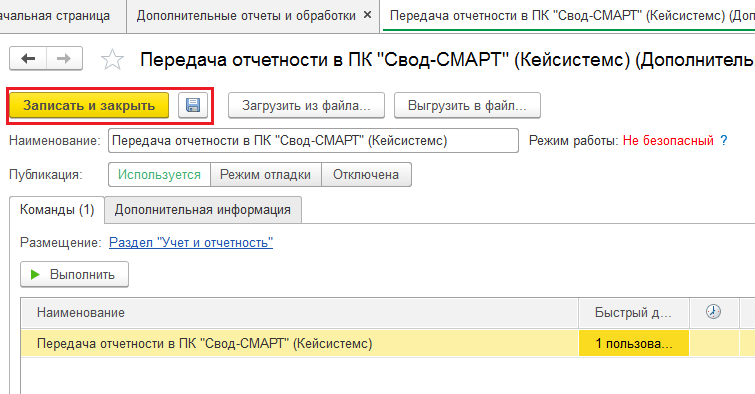 чальная страница Дополнительные отчеты и обработки × Передача отчетности в ПК "Свод-СМАРТ" (Кейсистемс) (Доп
Передача отчетности в ПК "Свод-СМАРТ" (Кейсистемс) (Дополнитель
Записать и закрыть Загрузить из файла... Выгрузить в файл...
Наименование: Передача отчетности в ПК "Свод-СМАРТ" (Кейсистемс) Режим работы: Не безопасный ?
Публикация: Используется Режим отладки Отключена
Команды (1) Дополнительная информация
Размещение: Раздел "Учет и отчетность"
Выполнить
Наименование Быстрый д...
Передача отчетности в ПК "Свод-СМАРТ" (Кейсистемс) 1 пользова...